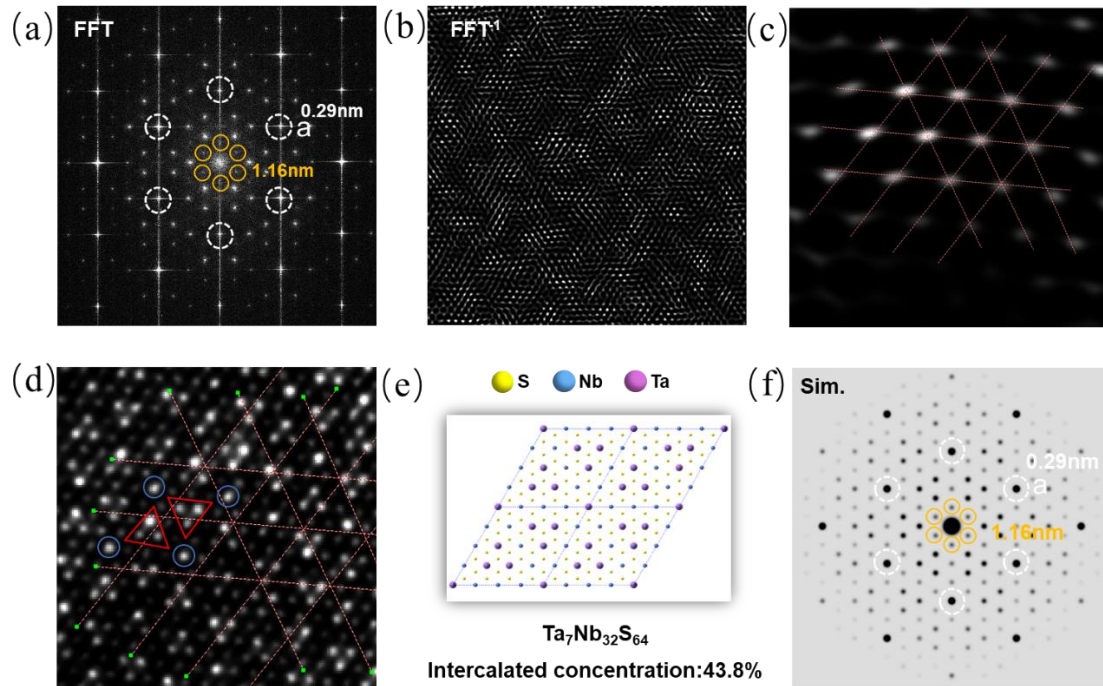 (a)
FFT
0.29nm
a
1.16nm
(b)
FFT⁻¹
(c)
(d)
(e)
S Nb Ta
Ta₇Nb₃₂S₆₄
Intercalated concentration:43.8%
(f)
Sim.
0.29nm
a
1.16nm